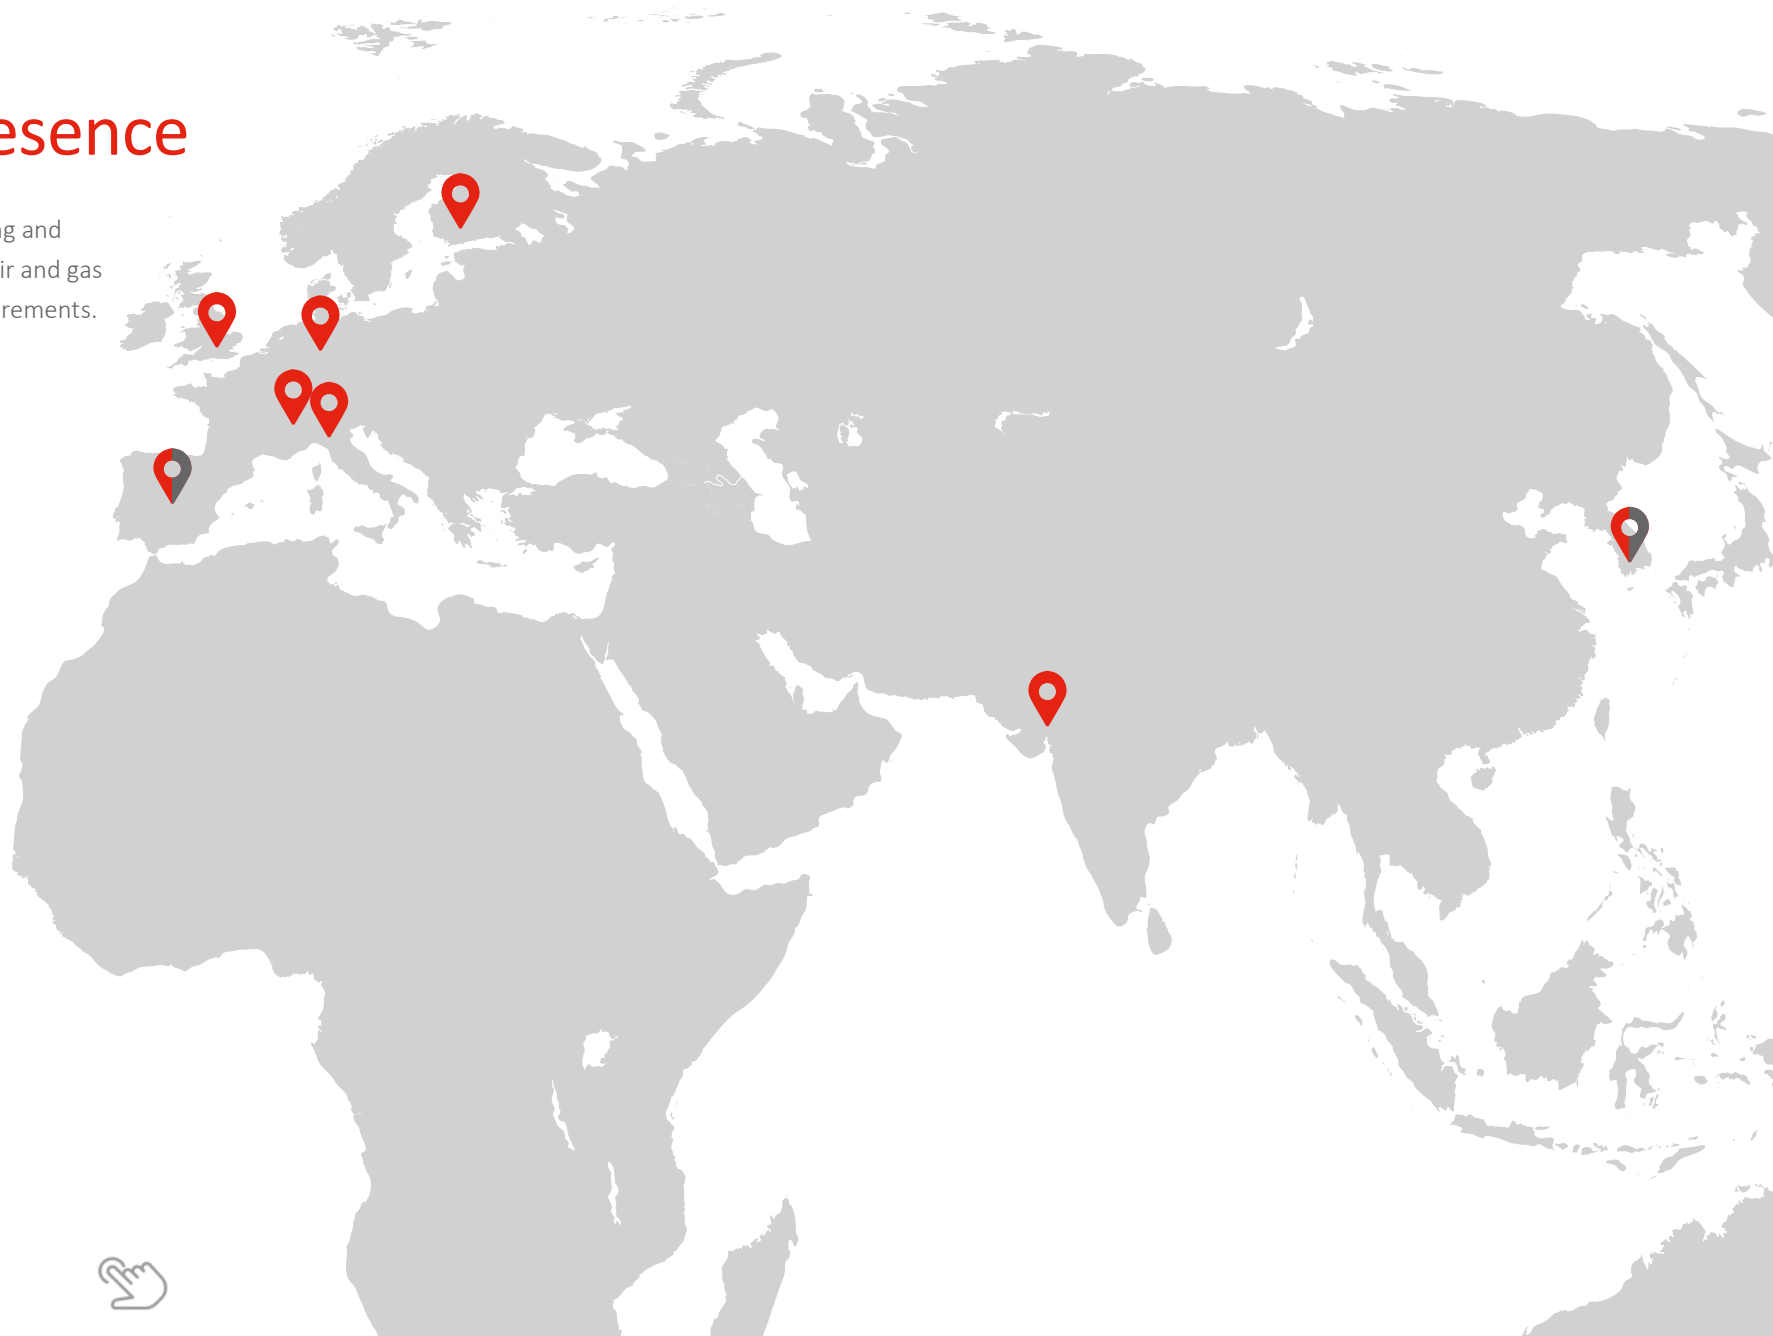 esence
g and
ir and gas
rements.